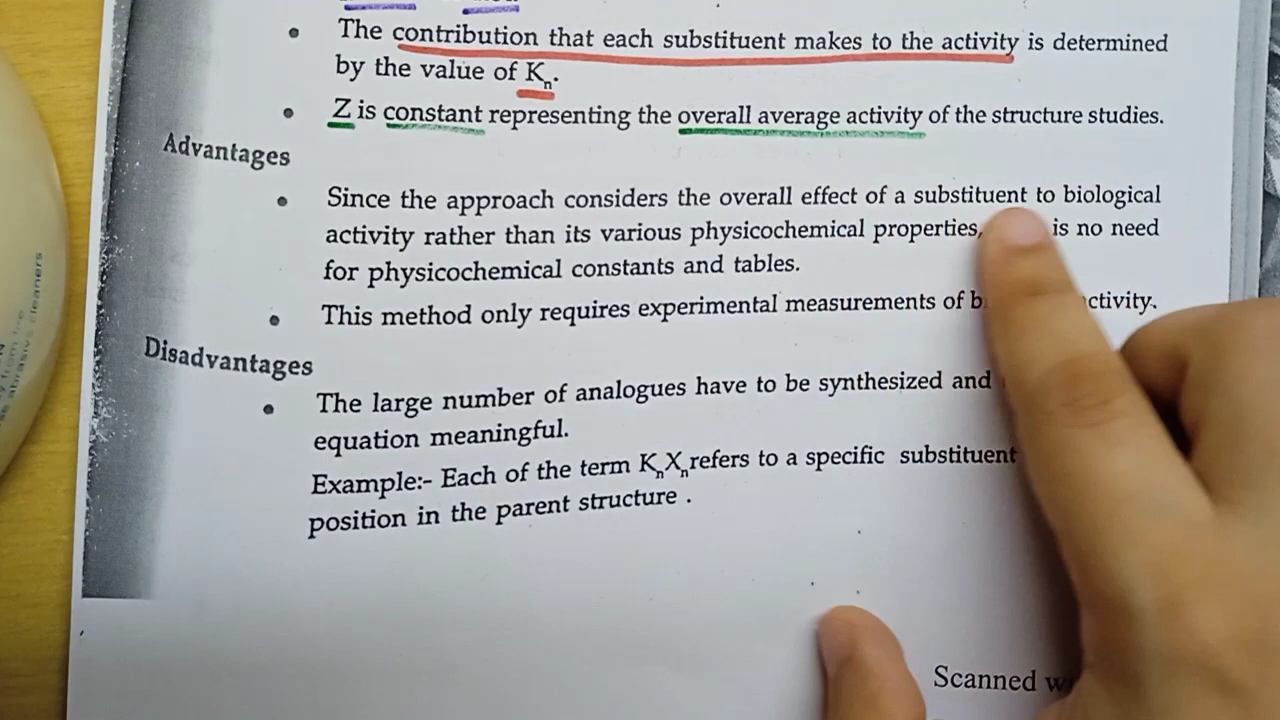 The contribution that each substituent makes to the activity is determined
by the value of Kn.
Z is constant representing the overall average activity of the structure studies.
Advantages
Since the approach considers the overall effect of a substituent to biological
activity rather than its various physicochemical properties, is no need
for physicochemical constants and tables.
This method only requires experimental measurements of ctivity.
Disadvantages
The large number of analogues have to be synthesized and
equation meaningful.
Example:- Each of the term KnXn refers to a specific substituent
position in the parent structure .
Scanned
abrasive cleaners